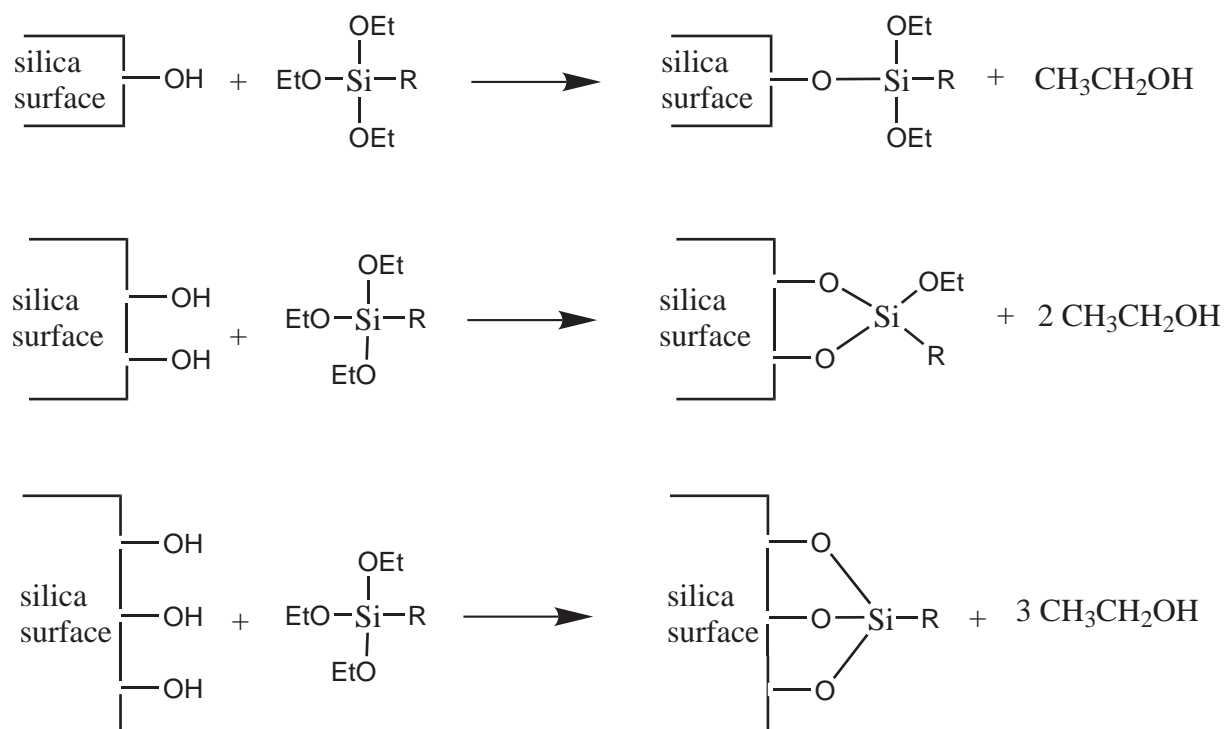 OEt
OEt
silica
surface
OH + EtO Si R
silica
surface
O Si R + CH₃CH₂OH
OEt
OEt
OH
OEt
O
OEt
silica
surface
+ EtO Si R
silica
surface
Si + 2 CH₃CH₂OH
OH
EtO
O
R
OH
OEt
O
silica
surface
OH + EtO Si R
silica
surface
O Si R + 3 CH₃CH₂OH
EtO
OH
O